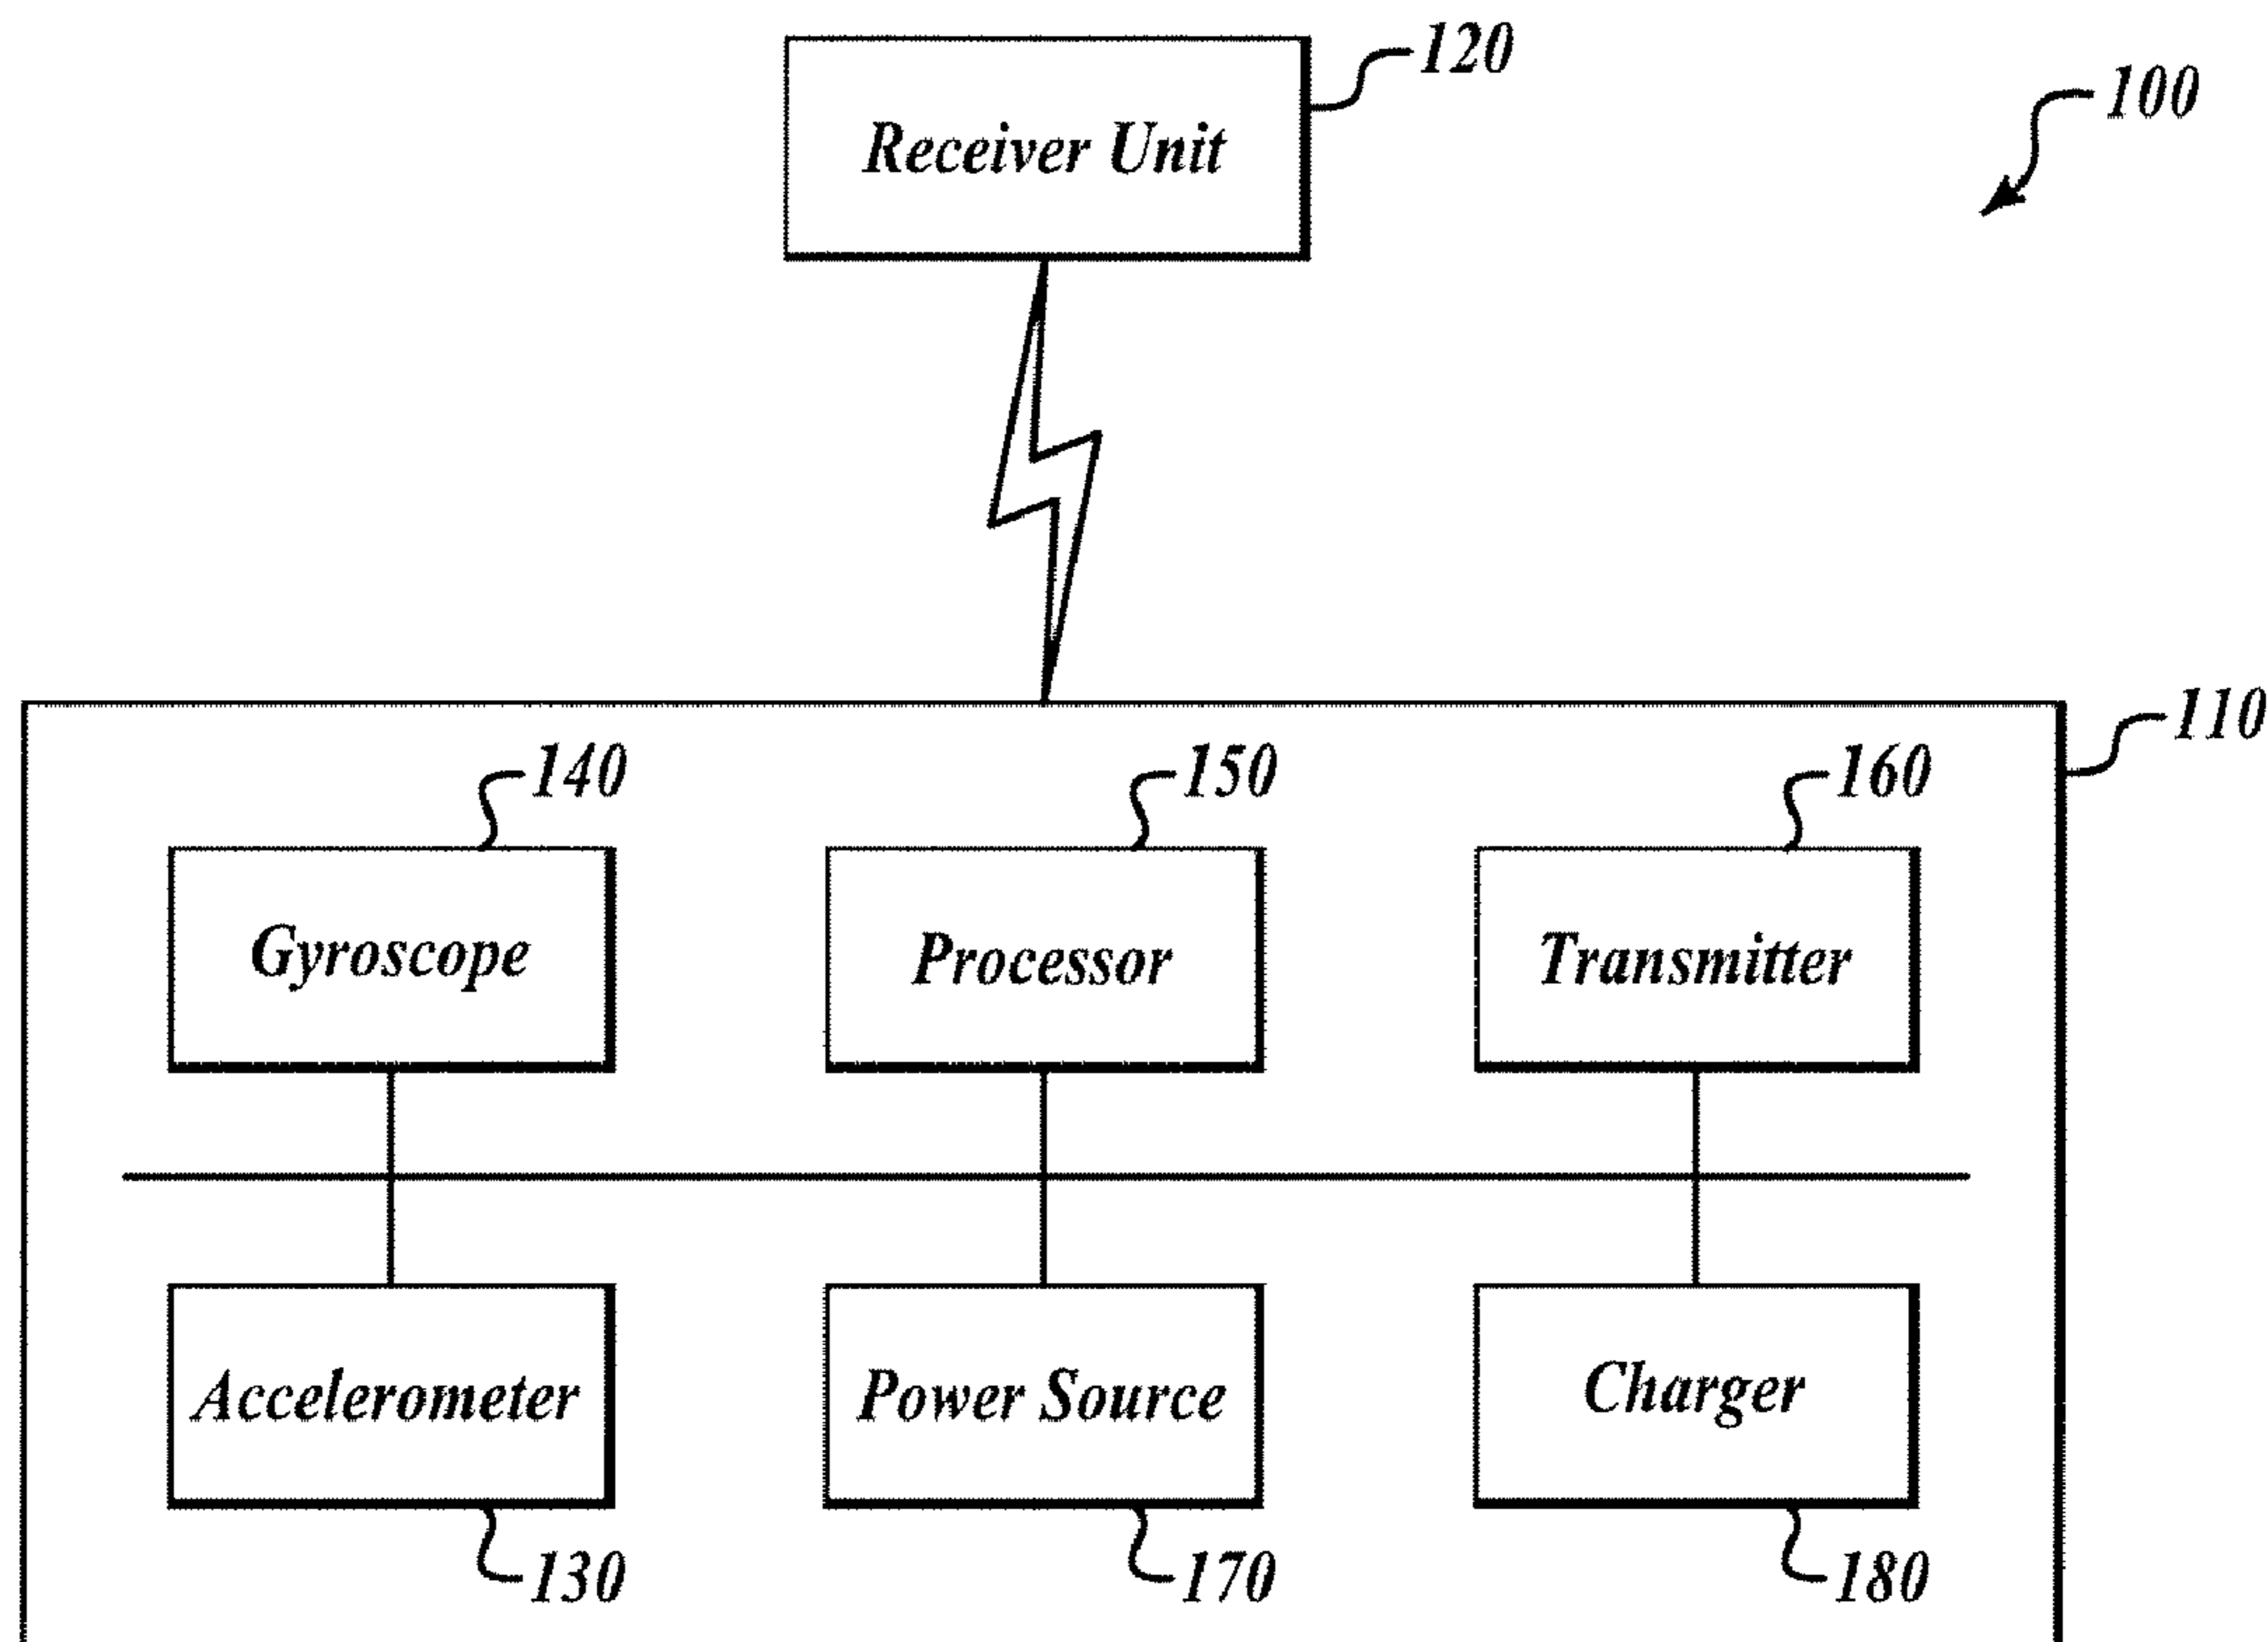 120
Receiver Unit
100
110
140
150
160
Gyroscope
Processor
Transmitter
Accelerometer
Power Source
Charger
130
170
180